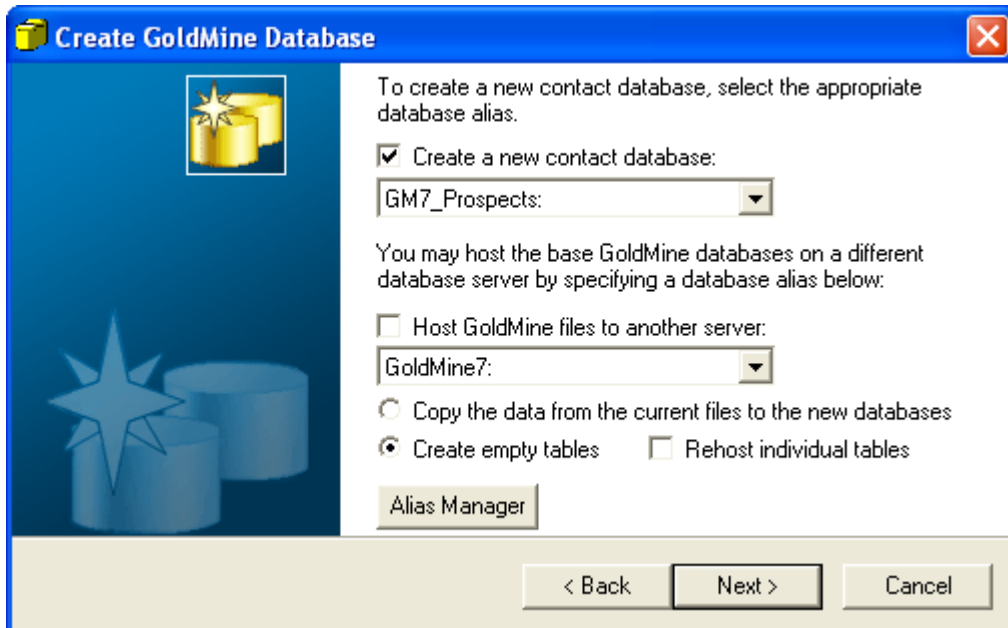 Create GoldMine Database
To create a new contact database, select the appropriate
database alias.
Create a new contact database:
GM7_Prospects:
You may host the base GoldMine databases on a different
database server by specifying a database alias below:
Host GoldMine files to another server:
GoldMine7:
Copy the data from the current files to the new databases
Create empty tables Rehost individual tables
Alias Manager
< Back Next > Cancel